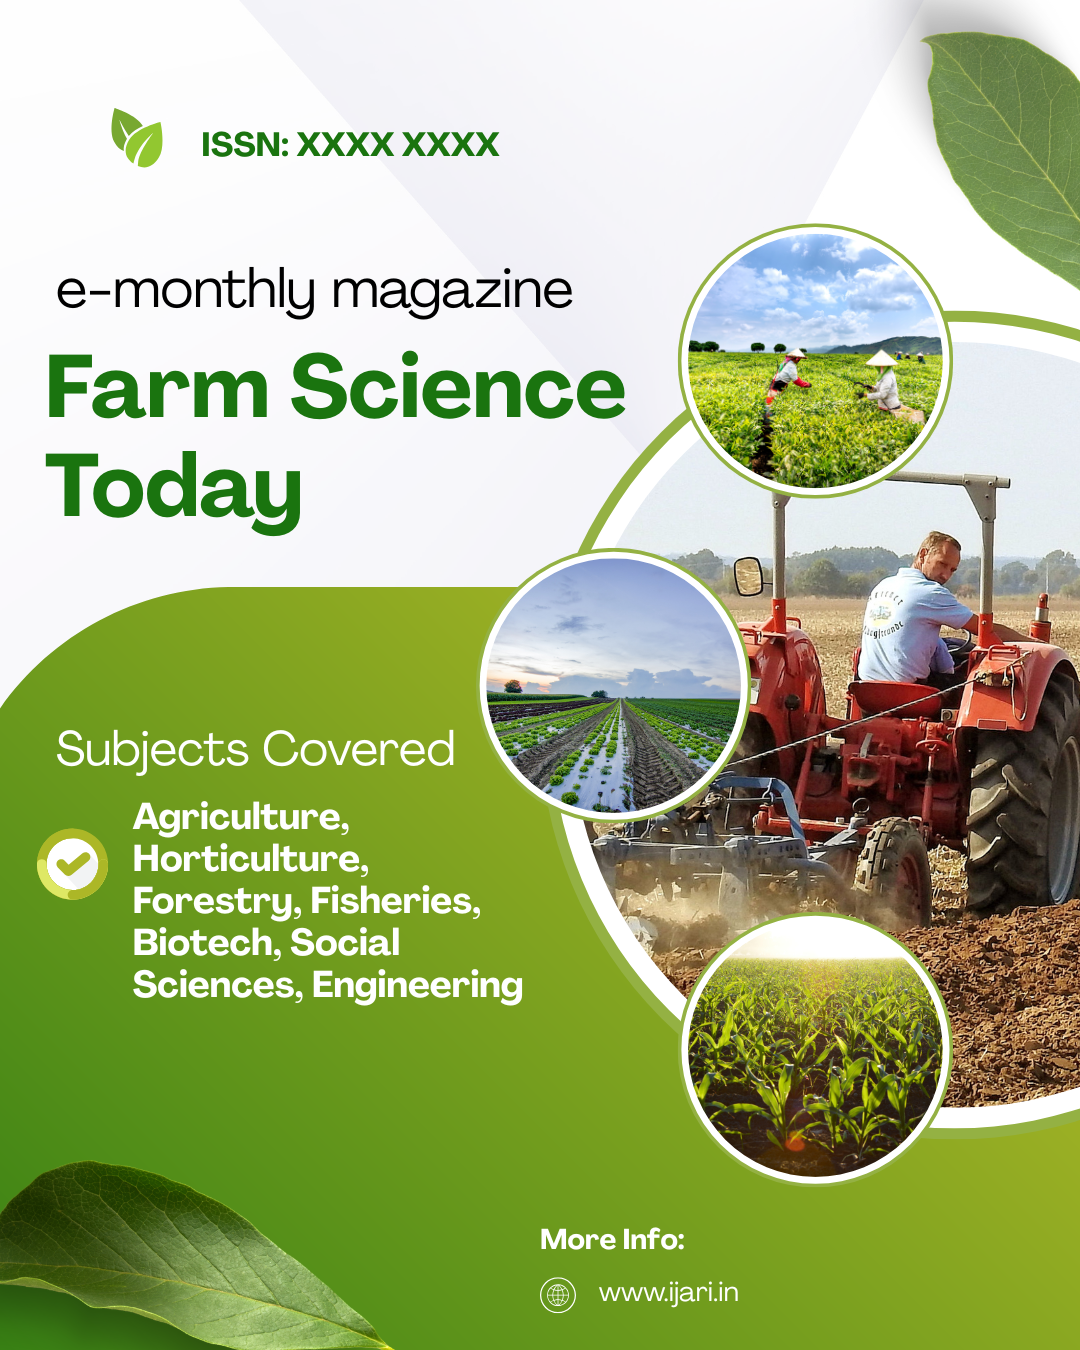 ISSN: XXXX XXXX
e-monthly magazine
Farm Science
Today
Subjects Covered
Agriculture,
Horticulture,
Forestry, Fisheries,
Biotech, Social
Sciences, Engineering
More Info:
www.ijari.in